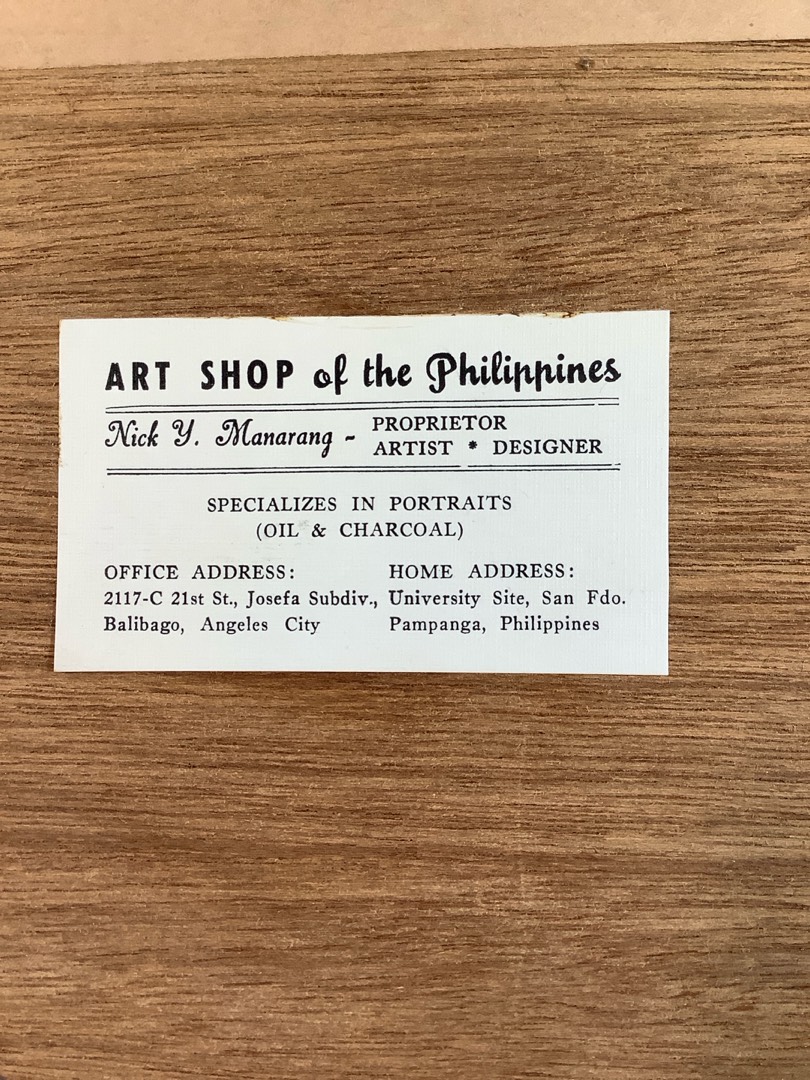 ART SHOP of the Philippines
Nick Y. Manarang - PROPRIETOR
ARTIST * DESIGNER
SPECIALIZES IN PORTRAITS
(OIL & CHARCOAL)
OFFICE ADDRESS:
2117-C 21st St., Josefa Subdiv.,
Balibago, Angeles City
HOME ADDRESS:
University Site, San Fdo.
Pampanga, Philippines